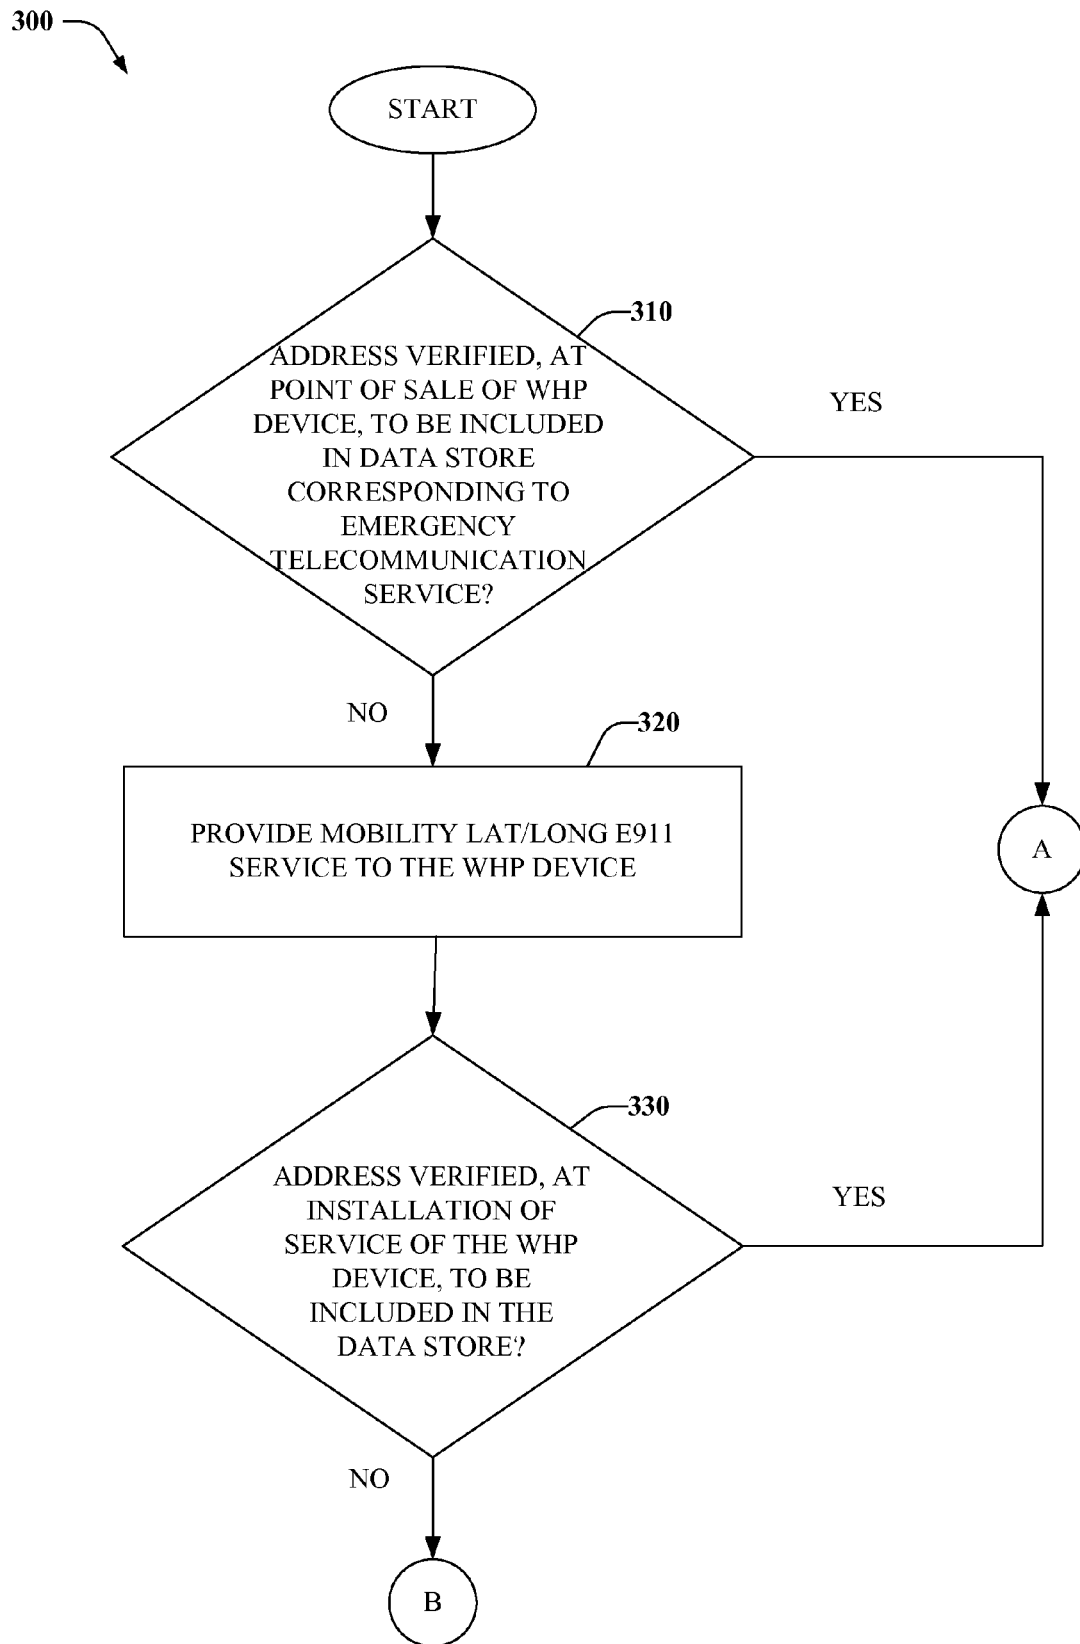 300
START
310
ADDRESS VERIFIED, AT
POINT OF SALE OF WHP
DEVICE, TO BE INCLUDED
IN DATA STORE
CORRESPONDING TO
EMERGENCY
TELECOMMUNICATION
SERVICE?
YES
NO
320
PROVIDE MOBILITY LAT/LONG E911
SERVICE TO THE WHP DEVICE
A
330
ADDRESS VERIFIED, AT
INSTALLATION OF
SERVICE OF THE WHP
DEVICE, TO BE
INCLUDED IN THE
DATA STORE?
YES
NO
B